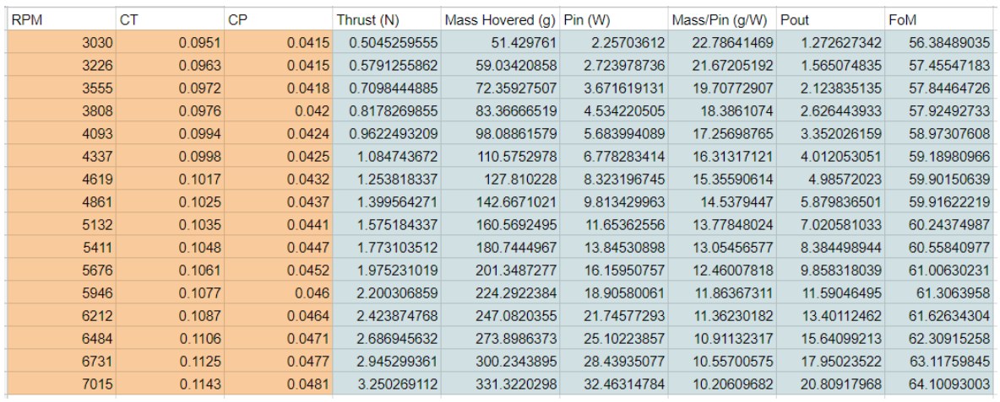 RPM CT CP Thrust (N) Mass Hovered (g) Pin (W) Mass/Pin (g/W) Pout FoM
3030 0.0951 0.0415 0.5045259555 51.429761 2.25703612 22.78641469 1.272627342 56.38489035
3226 0.0963 0.0415 0.5791255862 59.03420858 2.723978736 21.67205192 1.565074835 57.45547183
3555 0.0972 0.0418 0.7098444885 72.35927507 3.671619131 19.70772907 2.123835135 57.84464726
3808 0.0976 0.042 0.8178269855 83.36666519 4.534220505 18.3861074 2.626443933 57.92492733
4093 0.0994 0.0424 0.9622493209 98.08861579 5.683994089 17.25698765 3.352026159 58.97307608
4337 0.0998 0.0425 1.084743672 110.5752978 6.778283414 16.31317121 4.012053051 59.18980966
4619 0.1017 0.0432 1.253818337 127.810228 8.323196745 15.35590614 4.98572023 59.90150639
4861 0.1025 0.0437 1.399564271 142.6671021 9.813429963 14.5379447 5.879836501 59.91622219
5132 0.1035 0.0441 1.575184337 160.5692495 11.65362556 13.77848024 7.020581033 60.24374987
5411 0.1048 0.0447 1.773103512 180.7444967 13.84530898 13.05456577 8.384498944 60.55840977
5676 0.1061 0.0452 1.975231019 201.3487277 16.15950757 12.46007818 9.858318039 61.00630231
5946 0.1077 0.046 2.200306859 224.2922384 18.90580061 11.86367311 11.59046495 61.3063958
6212 0.1087 0.0464 2.423874768 247.0820355 21.74577293 11.36230182 13.40112462 61.62634304
6484 0.1106 0.0471 2.686945632 273.8986373 25.10223857 10.91132317 15.64099213 62.30915258
6731 0.1125 0.0477 2.945299361 300.2343895 28.43935077 10.55700575 17.95023522 63.11759845
7015 0.1143 0.0481 3.250269112 331.3220298 32.46314784 10.20609682 20.80917968 64.10093003